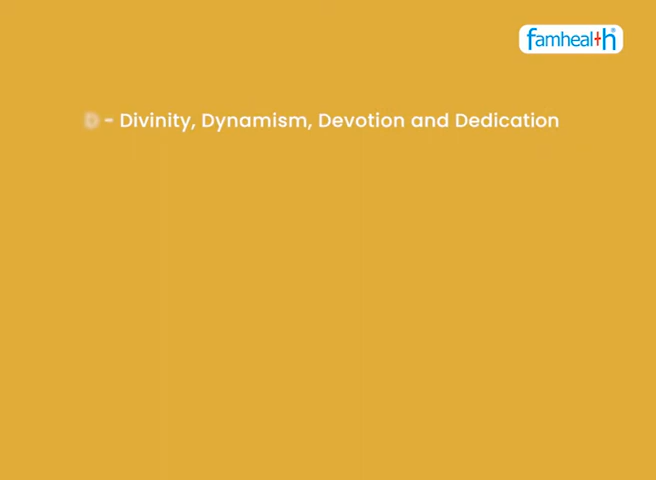 famhealth®
D - Divinity, Dynamism, Devotion and Dedication